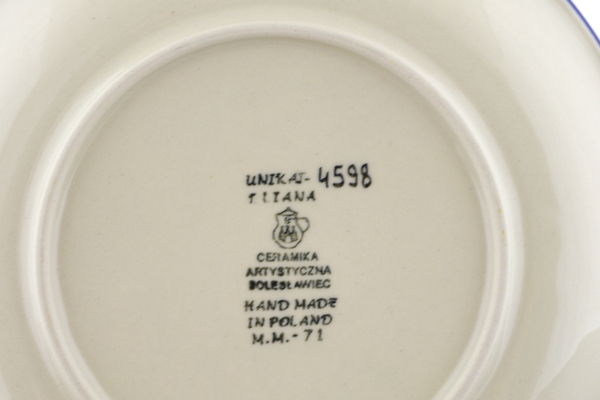 UNIKAT- 4598
T. LIANA
CERAMIKA
ARTYSTYCZNA
BOLESŁAWIEC
HAND MADE
IN POLAND
M.M.- 71